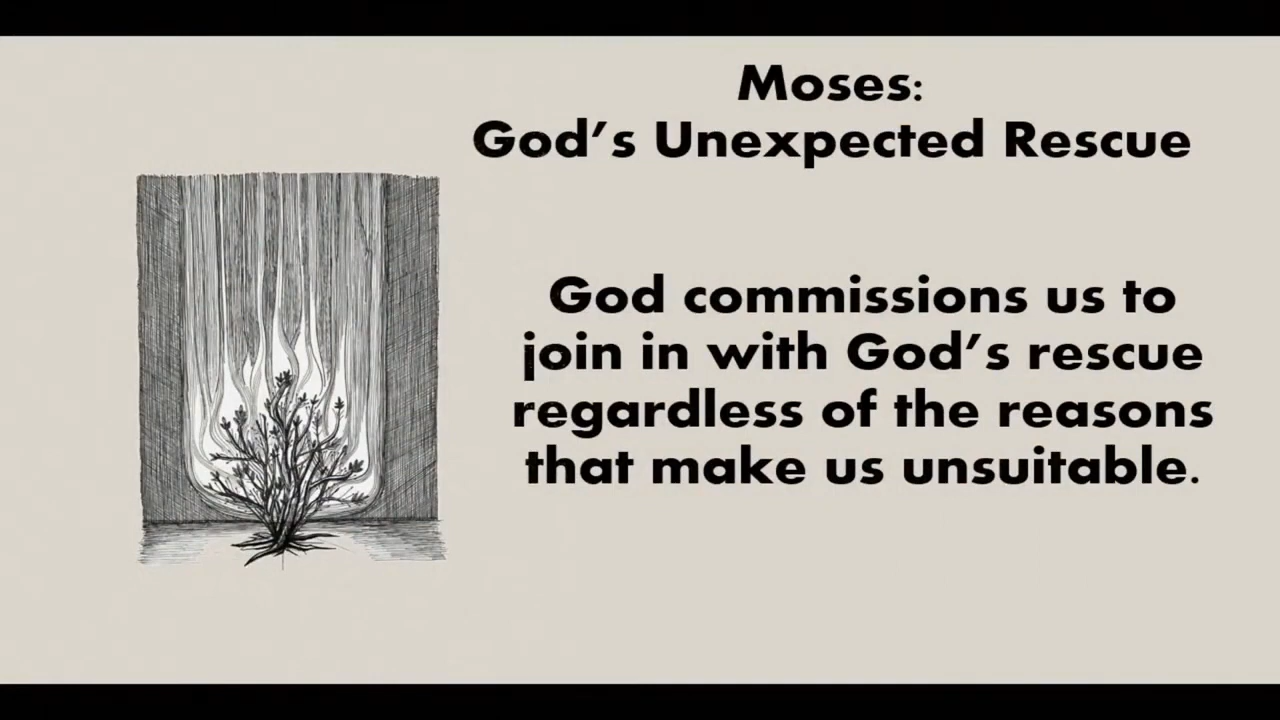 Moses:
God’s Unexpected Rescue
God commissions us to
join in with God’s rescue
regardless of the reasons
that make us unsuitable.